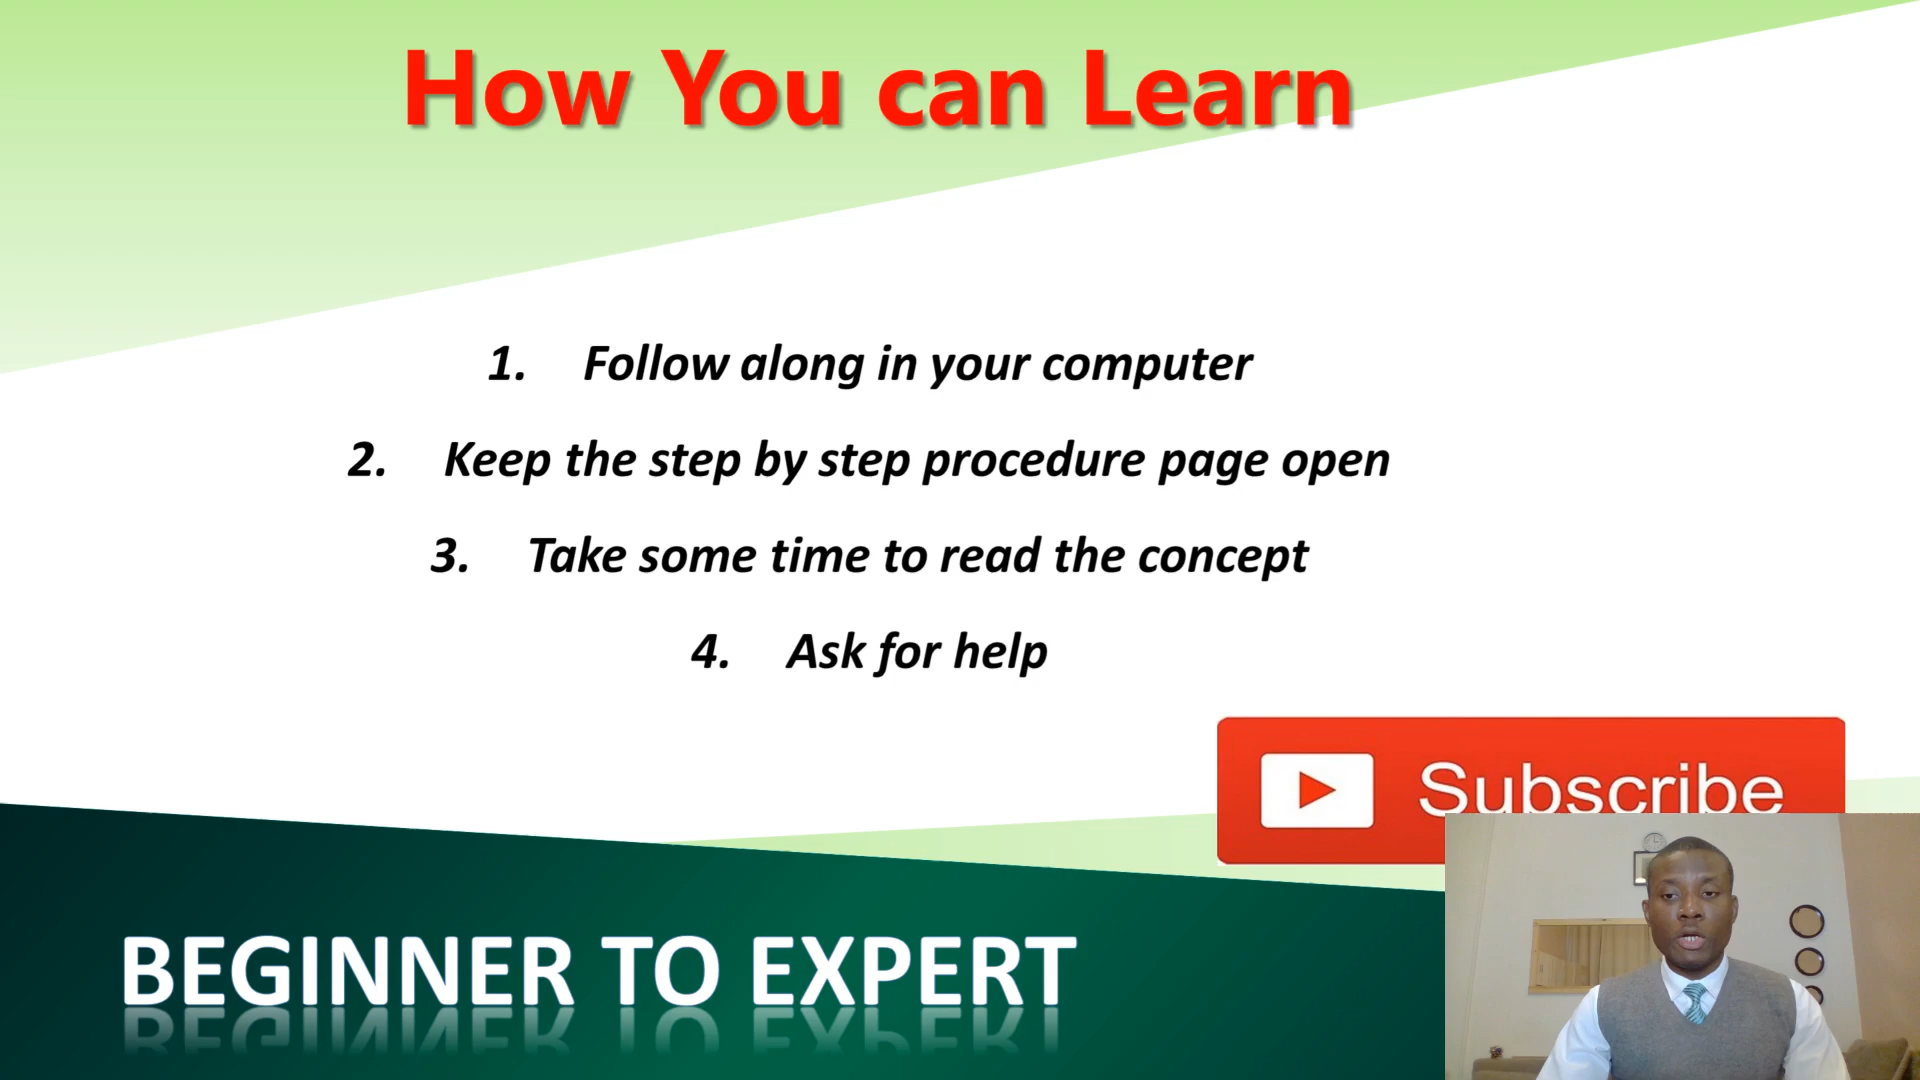 How You can Learn
1. Follow along in your computer
2. Keep the step by step procedure page open
3. Take some time to read the concept
4. Ask for help
Subscribe
BEGINNER TO EXPERT